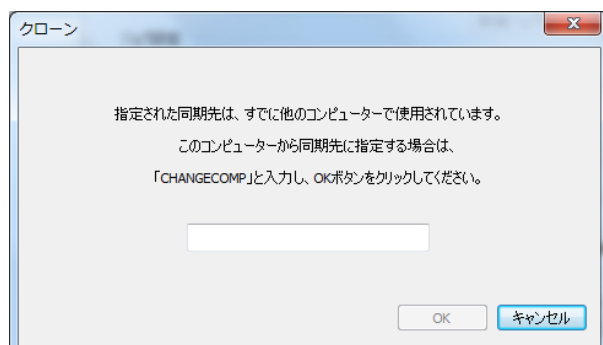 クローン
指定された同期先は、すでに他のコンピューターで使用されています。
このコンピューターから同期先に指定する場合は、
「CHANGECOMP」と入力し、OKボタンをクリックしてください。
OK
キャンセル